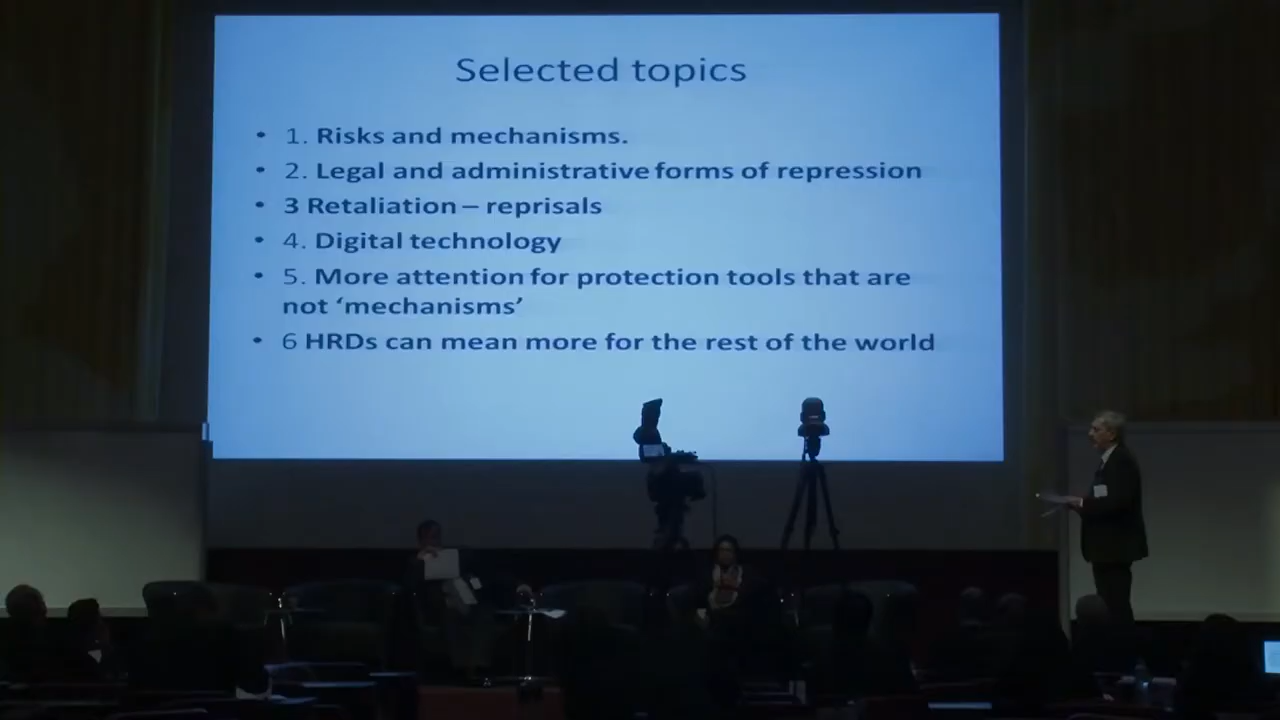 Selected topics
• 1. Risks and mechanisms.
• 2. Legal and administrative forms of repression
• 3 Retaliation – reprisals
• 4. Digital technology
• 5. More attention for protection tools that are
not ‘mechanisms’
• 6 HRDs can mean more for the rest of the world